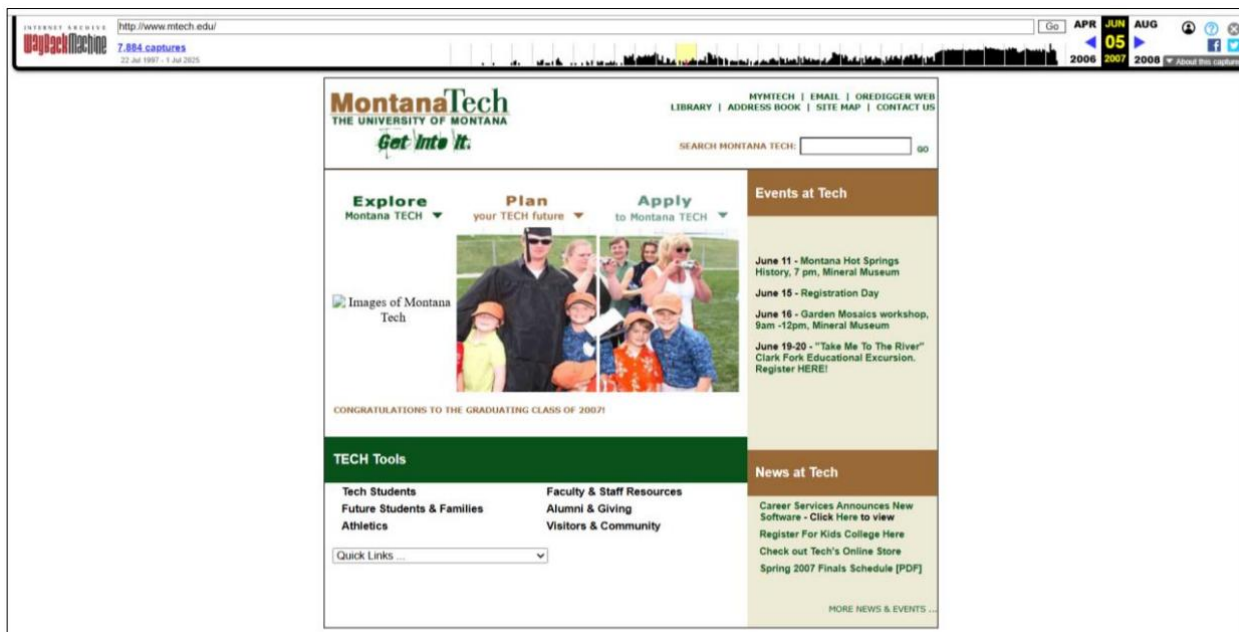 INTERNET ARCHIVE
WayBackMachine
http://www.mtech.edu/
Go
7,884 captures
22 Jul 1997 - 1 Jul 2025
APR JUN AUG
05
2006 2007 2008
About this capture
MontanaTech
THE UNIVERSITY OF MONTANA
Get Into It.
MYMTECH | EMAIL | OREDIGGER WEB
LIBRARY | ADDRESS BOOK | SITE MAP | CONTACT US
SEARCH MONTANA TECH:
GO
Explore
Montana TECH
Plan
your TECH future
Apply
to Montana TECH
Images of Montana
Tech
CONGRATULATIONS TO THE GRADUATING CLASS OF 2007!
Events at Tech
June 11 - Montana Hot Springs
History, 7 pm, Mineral Museum
June 15 - Registration Day
June 16 - Garden Mosaics workshop,
9am -12pm, Mineral Museum
June 19-20 - "Take Me To The River"
Clark Fork Educational Excursion.
Register HERE!
TECH Tools
Tech Students
Future Students & Families
Athletics
Faculty & Staff Resources
Alumni & Giving
Visitors & Community
Quick Links ...
News at Tech
Career Services Announces New
Software - Click Here to view
Register For Kids College Here
Check out Tech's Online Store
Spring 2007 Finals Schedule [PDF]
MORE NEWS & EVENTS ...